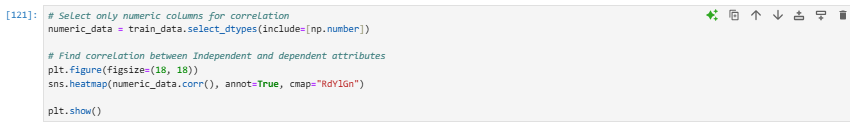 [121]: # Select only numeric columns for correlation
numeric_data = train_data.select_dtypes(include=[np.number])
# Find correlation between Independent and dependent attributes
plt.figure(figsize=(18, 18))
sns.heatmap(numeric_data.corr(), annot=True, cmap="RdYlGn")
plt.show()